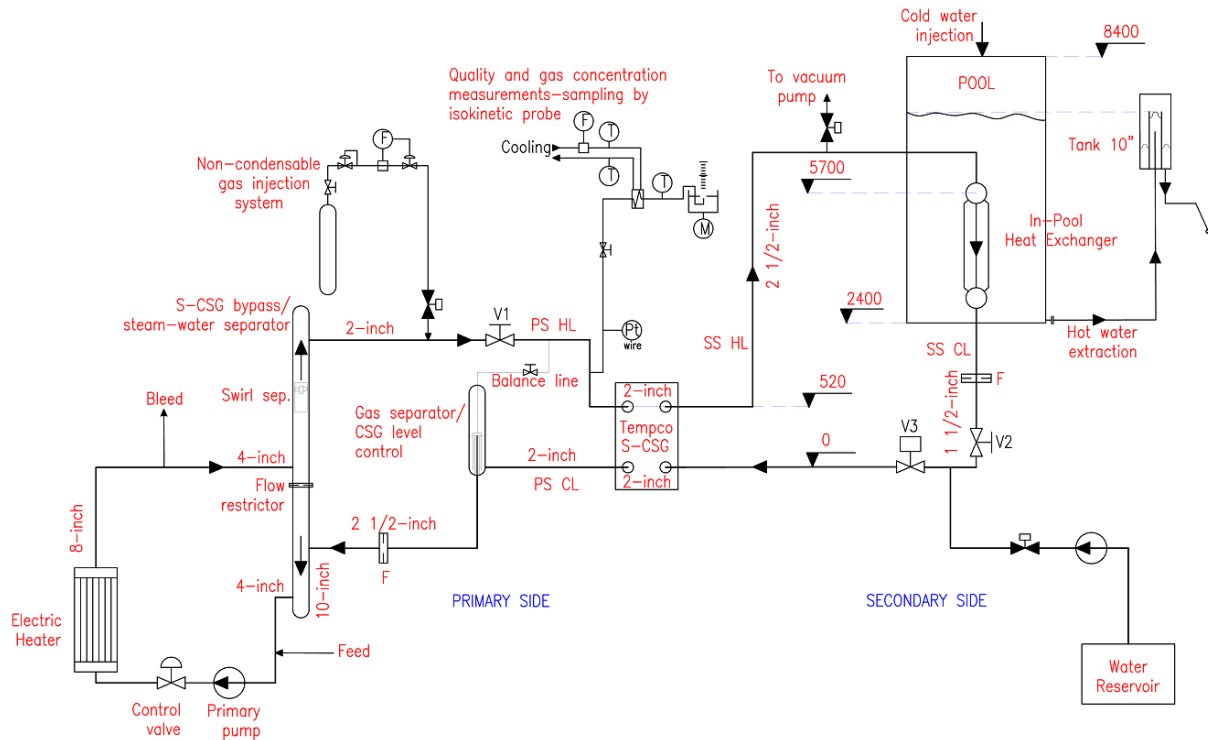 Cold water
injection
8400
POOL
Quality and gas concentration
measurements-sampling by
isokinetic probe
To vacuum
pump
F
T
Cooling
T
T
M
F
Non-condensable
gas injection
system
Tank 10"
5700
In-Pool
Heat Exchanger
2 1/2-inch
S-CSG bypass/
steam-water separator
2-inch
V1
PS HL
Pt
wire
SS HL
2400
Hot water
extraction
SS CL
Balance line
Swirl sep.
Bleed
2-inch
520
F
1 1/2-inch
Gas separator/
CSG level
control
Tempco
S-CSG
V3
0
V2
4-inch
2-inch
PS CL
2-inch
Flow
restrictor
8-inch
2 1/2-inch
F
4-inch
10-inch
PRIMARY SIDE
SECONDARY SIDE
Electric
Heater
Feed
Water
Reservoir
Control
valve
Primary
pump